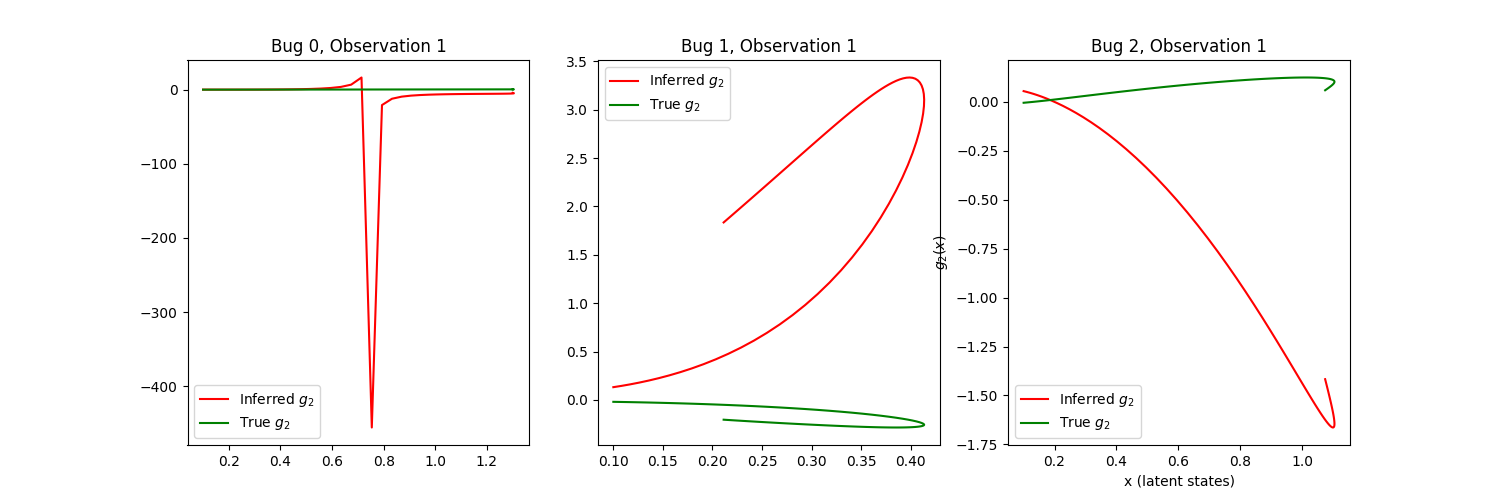 Bug 0, Observation 1
0
−100
−200
−300
−400
0.2 0.4 0.6 0.8 1.0 1.2
Inferred g₂
True g₂
Bug 1, Observation 1
3.5
3.0
2.5
2.0
1.5
1.0
0.5
0.0
0.10 0.15 0.20 0.25 0.30 0.35 0.40
Inferred g₂
True g₂
Bug 2, Observation 1
g₂(x)
0.00
−0.25
−0.50
−0.75
−1.00
−1.25
−1.50
−1.75
0.2 0.4 0.6 0.8 1.0
x (latent states)
Inferred g₂
True g₂